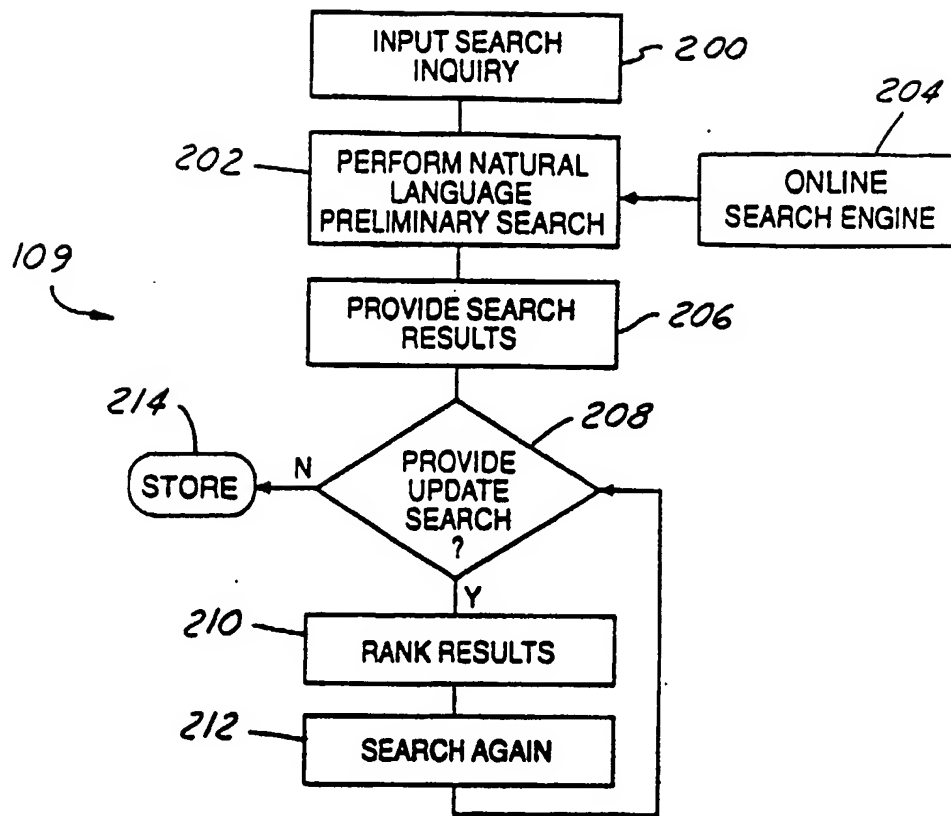 INPUT SEARCH
INQUIRY
200
204
202
PERFORM NATURAL
LANGUAGE
PRELIMINARY SEARCH
ONLINE
SEARCH ENGINE
109
PROVIDE SEARCH
RESULTS
206
214
208
STORE
N
PROVIDE
UPDATE
SEARCH
?
Y
210
RANK RESULTS
212
SEARCH AGAIN